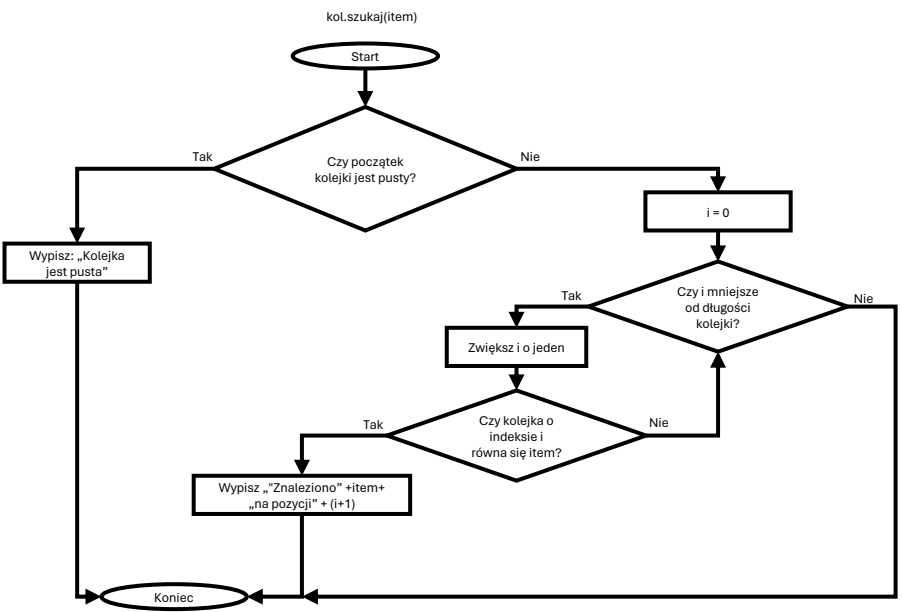 kol.szukaj(item)
Start
Czy początek
kolejki jest pusty?
Tak
Nie
i = 0
Wypisz: „Kolejka
jest pusta”
Czy i mniejsze
od długości
kolejki?
Tak
Nie
Zwiększ i o jeden
Czy kolejka o
indeksie i
równa się item?
Tak
Nie
Wypisz „"Znaleziono” +item+
„na pozycji” + (i+1)
Koniec